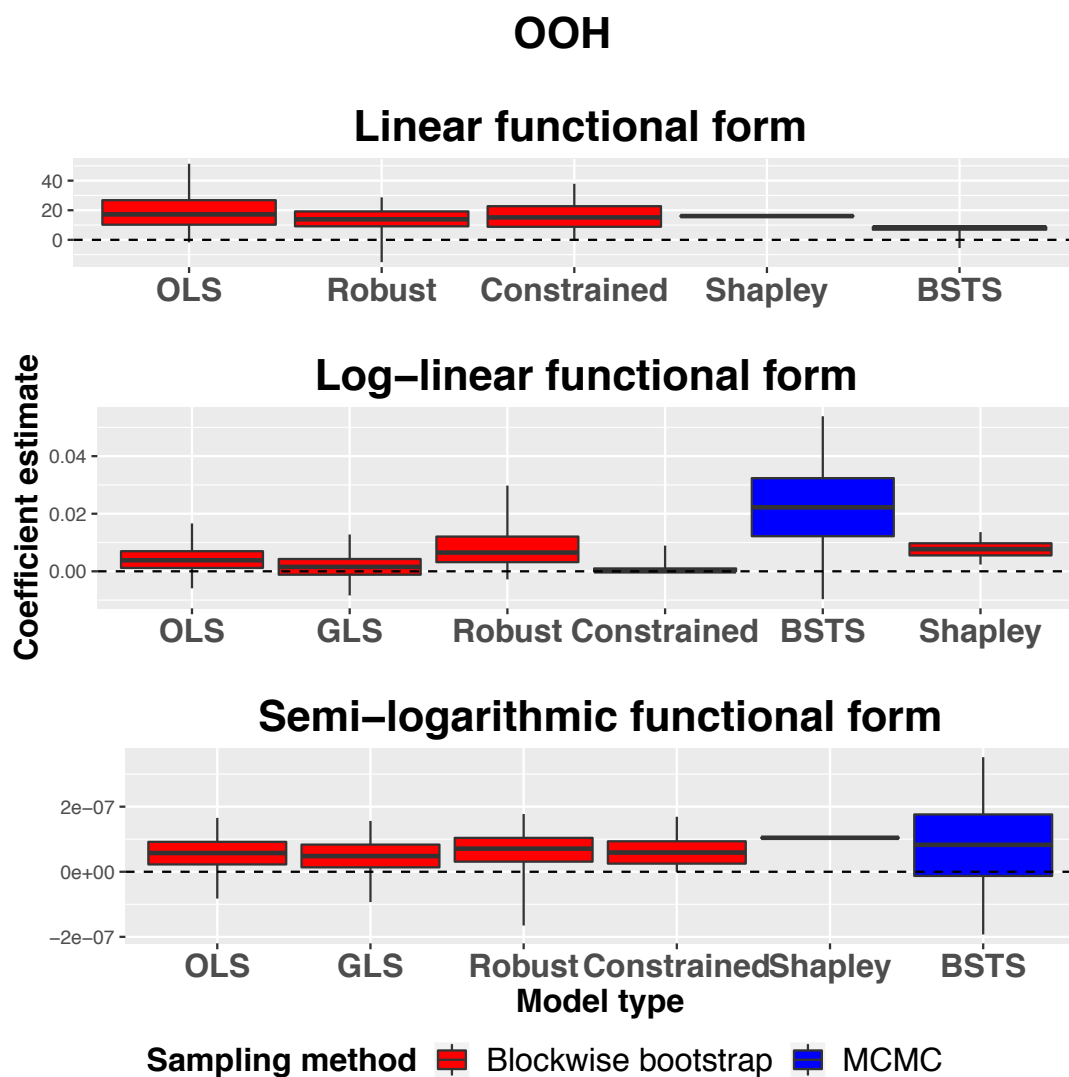 OOH
Linear functional form
40
20
0
OLS Robust Constrained Shapley BSTS
Coefficient estimate
Log−linear functional form
0.04
0.02
0.00
OLS GLS Robust Constrained BSTS Shapley
Semi−logarithmic functional form
2e−07
0e+00
−2e−07
OLS GLS Robust Constrained Shapley BSTS
Model type
Sampling method Blockwise bootstrap MCMC